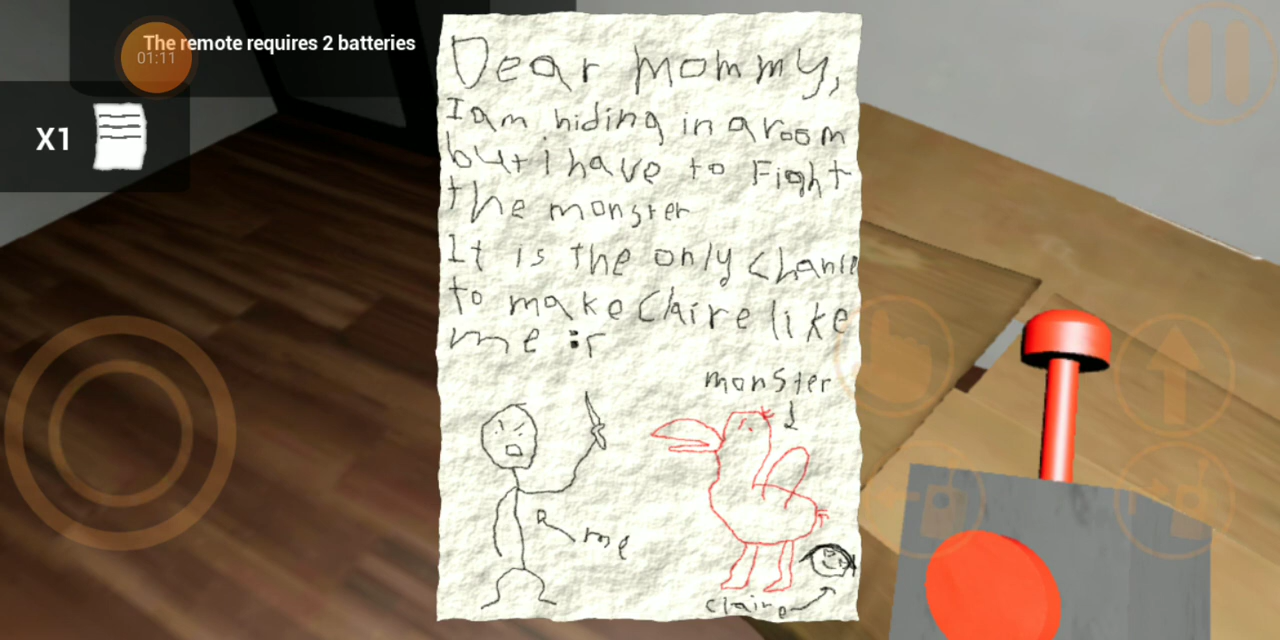 The remote requires 2 batteries
01:11
X1
Dear mommy,
I am hiding in a room
but i have to Fight
the monster
It is the only chance
to make Claire like
me :r
monster
me
Claire